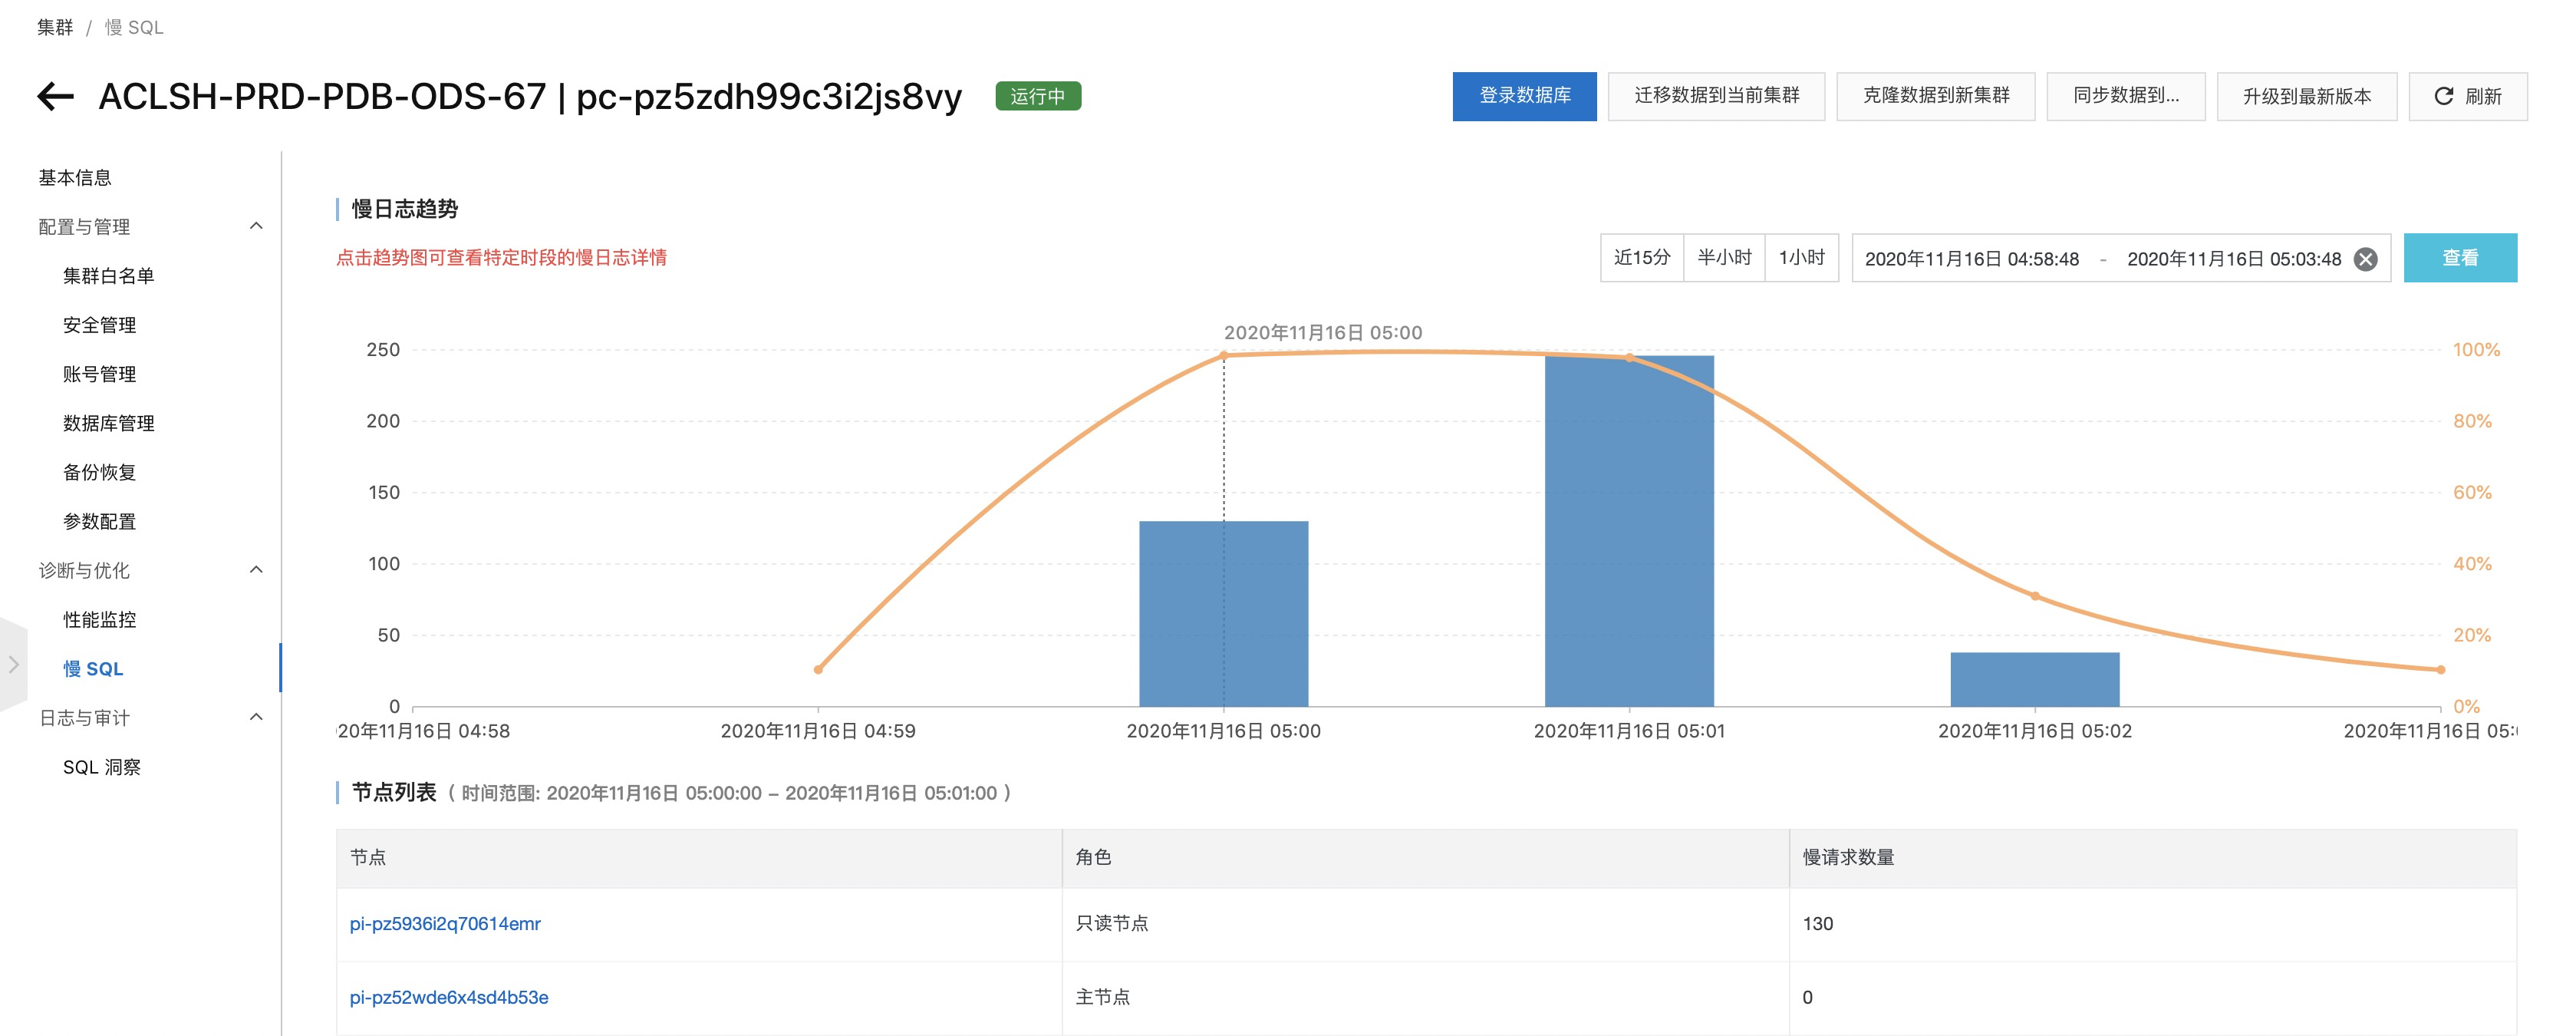 集群 / 慢 SQL
ACLSH-PRD-PDB-ODS-67 | pc-pz5zdh99c3i2js8vy 运行中 登录数据库 迁移数据到当前集群 克隆数据到新集群 同步数据到... 升级到最新版本 刷新
基本信息
配置与管理
集群白名单
安全管理
账号管理
数据库管理
备份恢复
参数配置
诊断与优化
性能监控
慢 SQL
日志与审计
SQL 洞察
慢日志趋势
点击趋势图可查看特定时段的慢日志详情
近15分 半小时 1小时 2020年11月16日 04:58:48 - 2020年11月16日 05:03:48 查看
2020年11月16日 05:00
250 100%
200 80%
150 60%
100 40%
50 20%
0 0%
20年11月16日 04:58 2020年11月16日 04:59 2020年11月16日 05:00 2020年11月16日 05:01 2020年11月16日 05:02 2020年11月16日 05:
节点列表 ( 时间范围: 2020年11月16日 05:00:00 – 2020年11月16日 05:01:00 )
节点 角色 慢请求数量
pi-pz5936i2q70614emr 只读节点 130
pi-pz52wde6x4sd4b53e 主节点 0